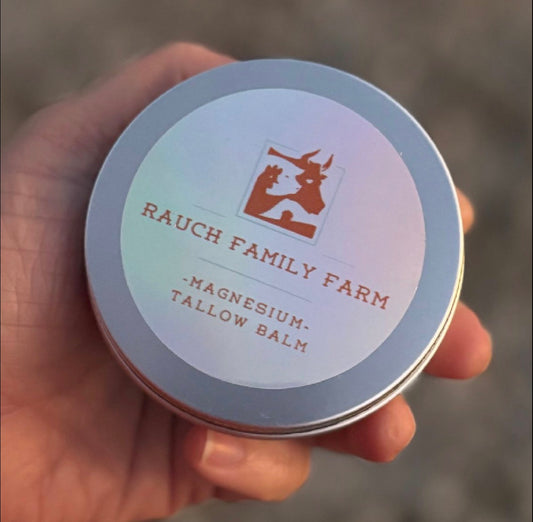 RAUCH FAMILY FARM
-MAGNESIUM-
TALLOW BALM